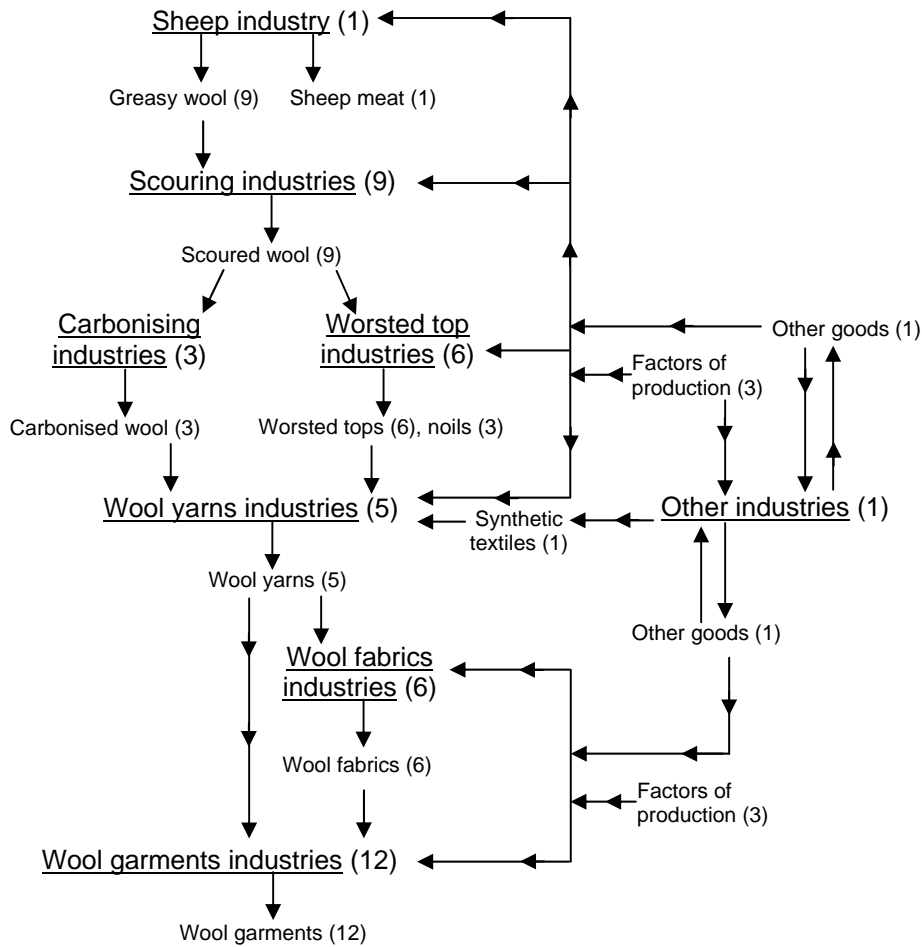 Sheep industry (1)
Greasy wool (9)
Sheep meat (1)
Scouring industries (9)
Scoured wool (9)
Carbonising
industries (3)
Worsted top
industries (6)
Other goods (1)
Factors of
production (3)
Carbonised wool (3)
Worsted tops (6), noils (3)
Wool yarns industries (5)
Synthetic
textiles (1)
Other industries (1)
Wool yarns (5)
Other goods (1)
Wool fabrics
industries (6)
Wool fabrics (6)
Factors of
production (3)
Wool garments industries (12)
Wool garments (12)